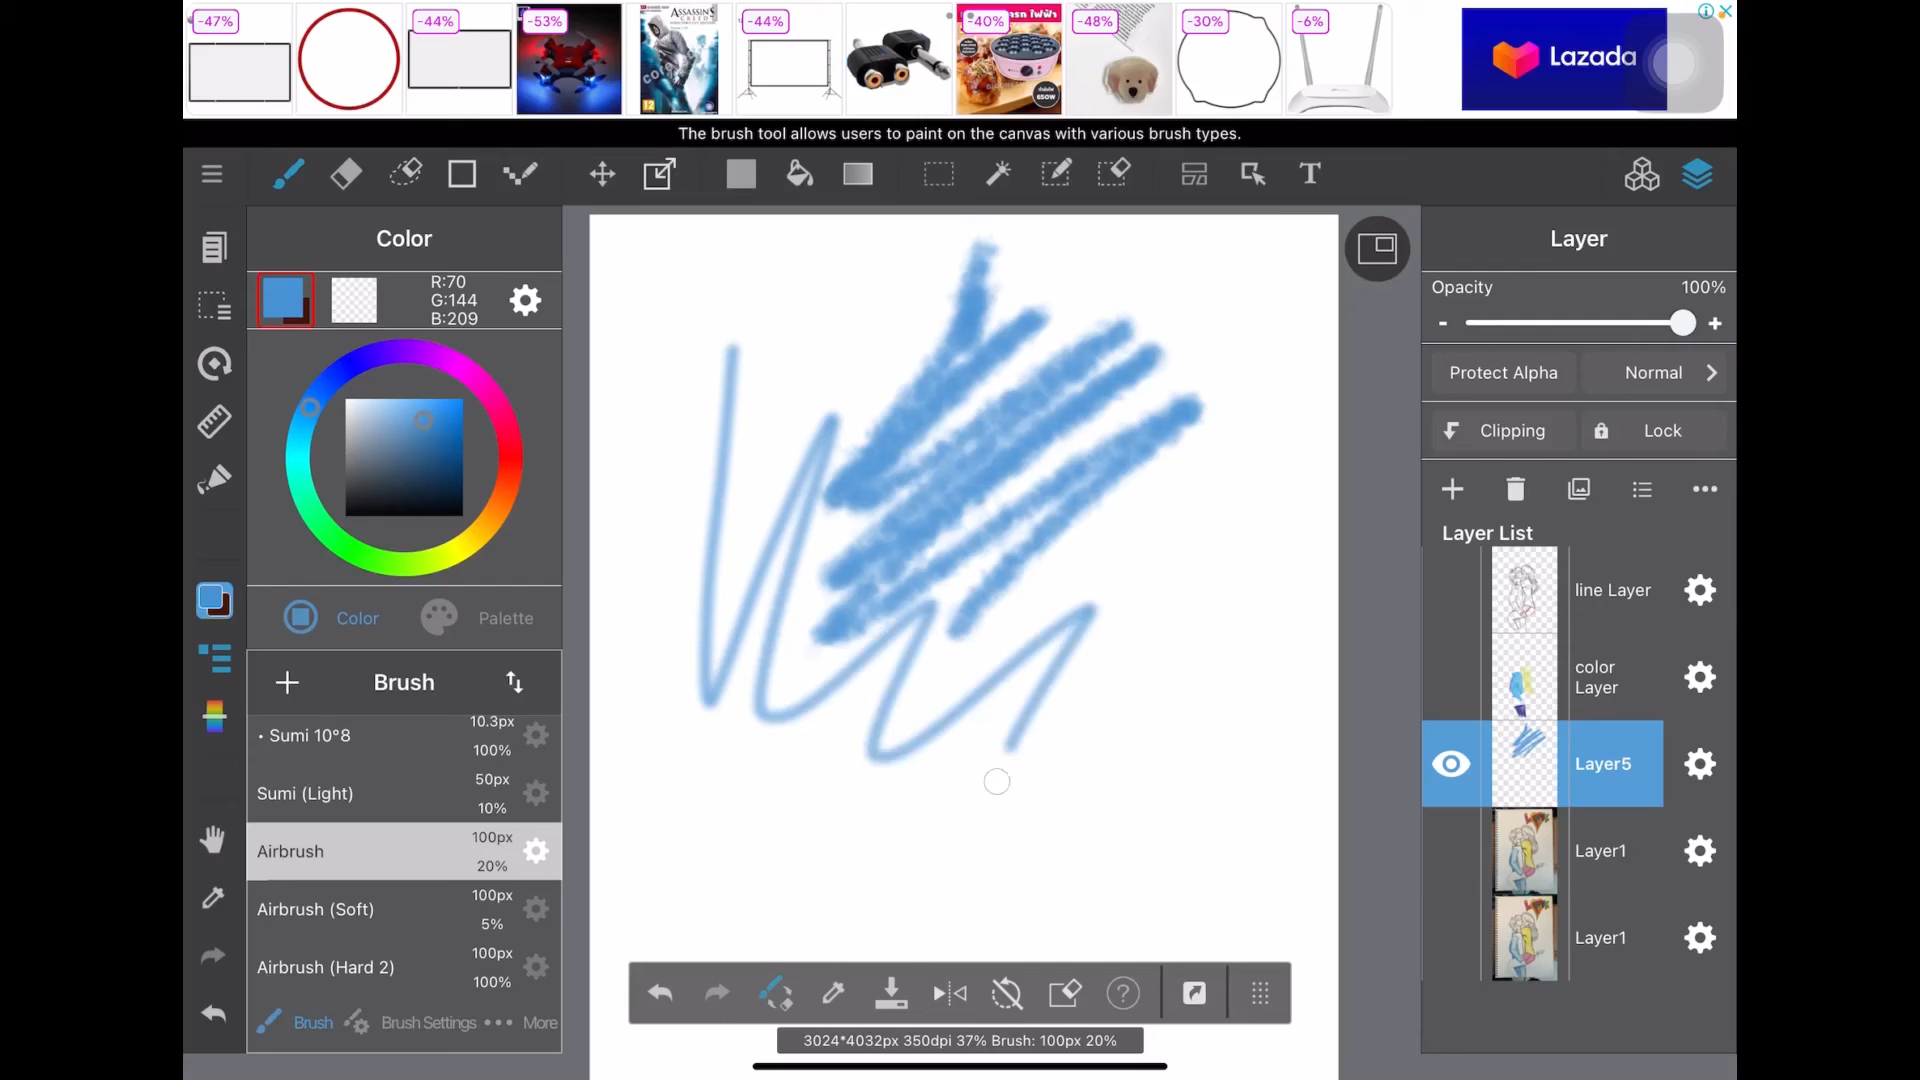 -47%
-44%
-53%
ASSASSIN'S
CREED
12
-44%
-40%
650W
-48%
-30%
-6%
Lazada
The brush tool allows users to paint on the canvas with various brush types.
T
Color
R:70
G:144
B:209
Color
Palette
Brush
• Sumi 10°8
10.3px
100%
Sumi (Light)
50px
10%
Airbrush
100px
20%
Airbrush (Soft)
100px
5%
Airbrush (Hard 2)
100px
100%
Brush
Brush Settings
More
3024*4032px 350dpi 37% Brush: 100px 20%
Layer
Opacity
100%
Protect Alpha
Normal
Clipping
Lock
Layer List
line Layer
color
Layer
Layer5
Layer1
Layer1